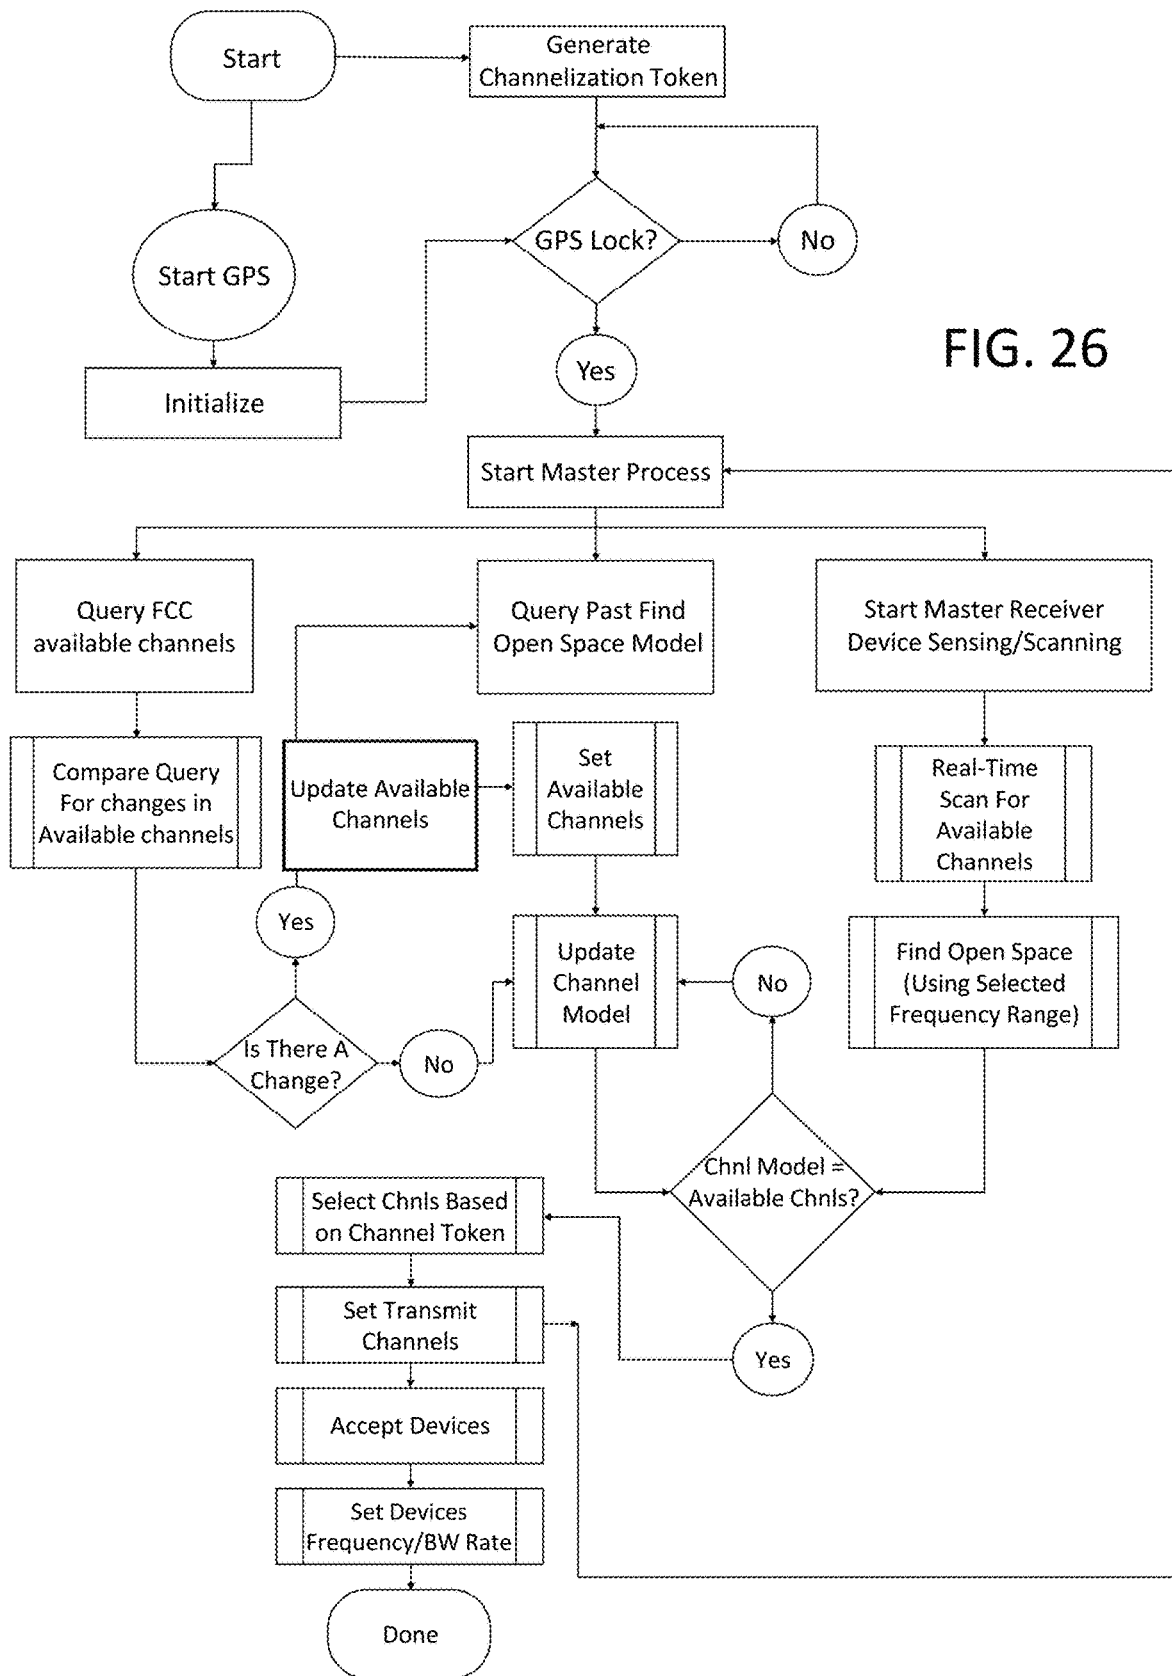 Start
Generate
Channelization Token
GPS Lock?
No
Start GPS
Yes
FIG. 26
Initialize
Start Master Process
Query FCC
available channels
Query Past Find
Open Space Model
Start Master Receiver
Device Sensing/Scanning
Compare Query
For changes in
Available channels
Update Available
Channels
Set
Available
Channels
Real-Time
Scan For
Available
Channels
Yes
Update
Channel
Model
No
Find Open Space
(Using Selected
Frequency Range)
Is There A
Change?
No
Chnl Model =
Available Chnls?
Select Chnls Based
on Channel Token
Set Transmit
Channels
Yes
Accept Devices
Set Devices
Frequency/BW Rate
Done